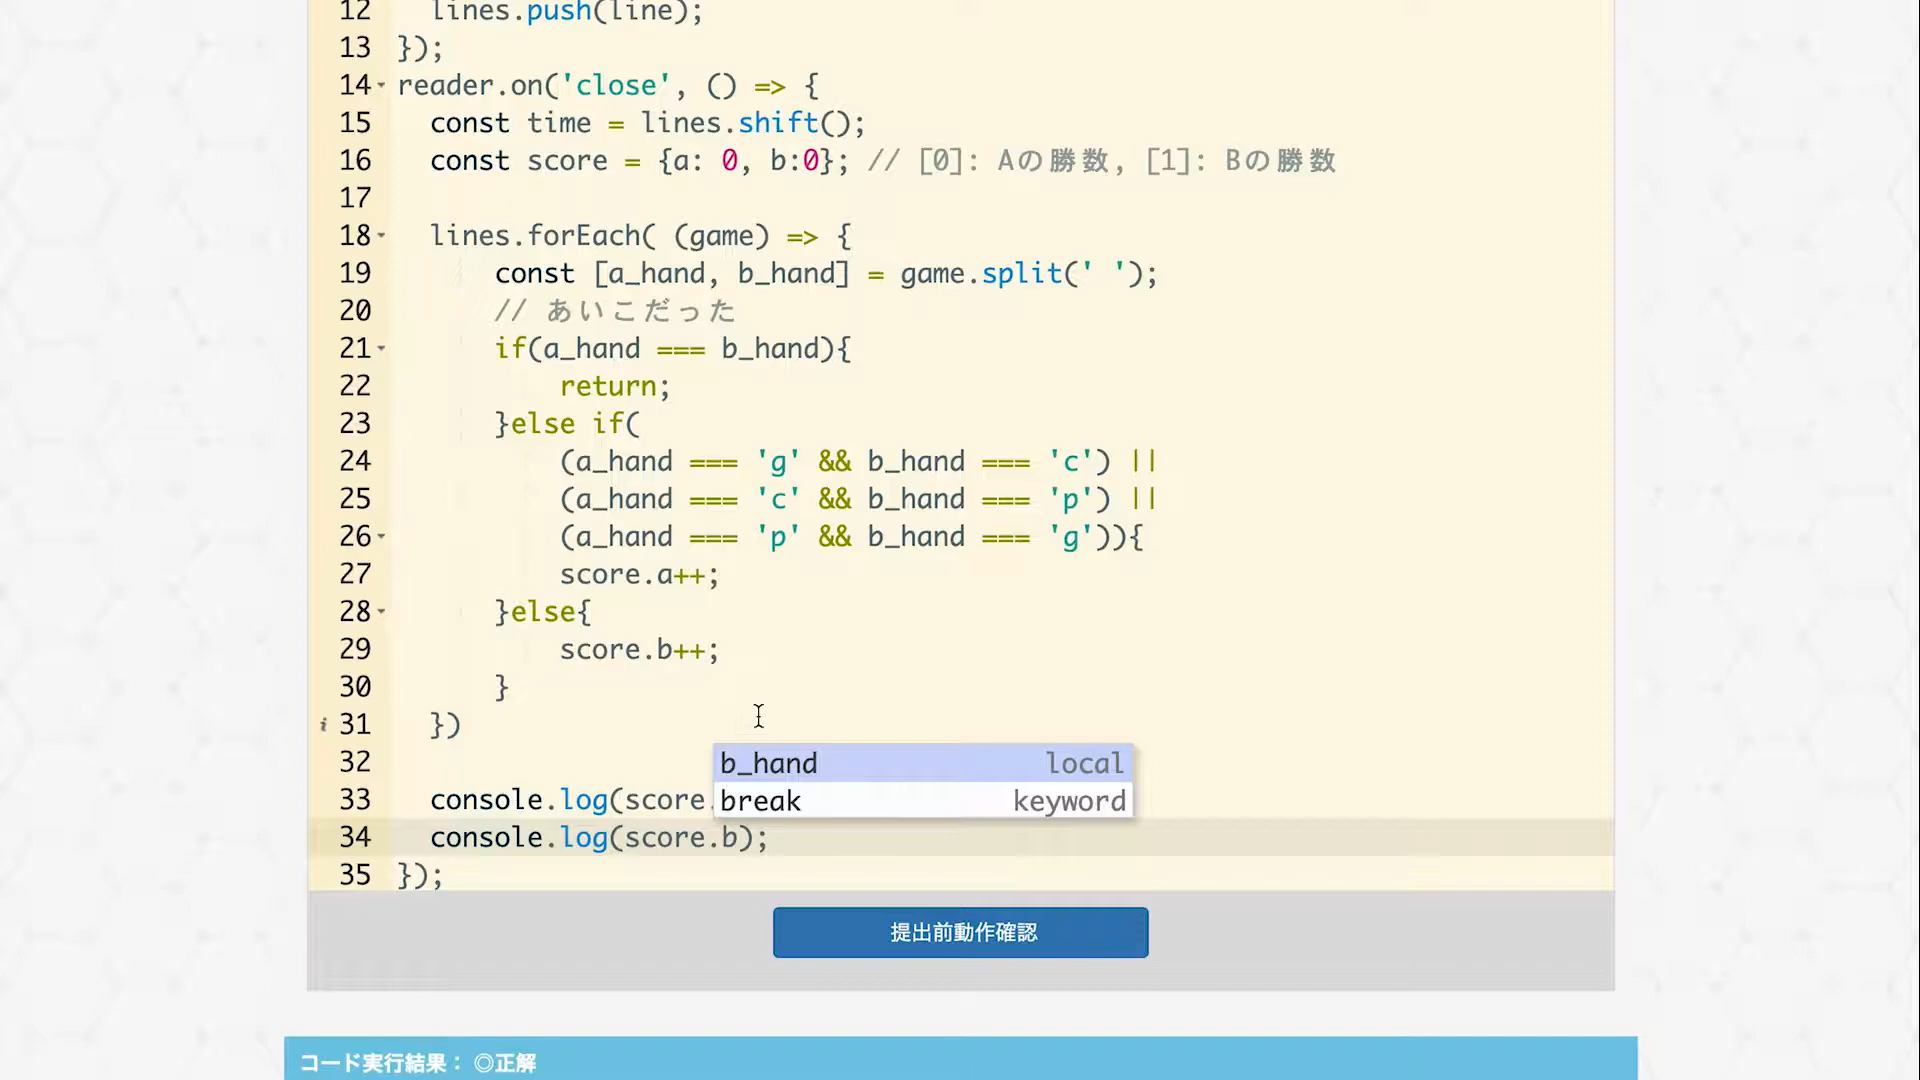 12 lines.push(line);
13 });
14 reader.on('close', () => {
15 const time = lines.shift();
16 const score = {a: 0, b:0}; // [0]: Aの勝数, [1]: Bの勝数
17
18 lines.forEach( (game) => {
19 const [a_hand, b_hand] = game.split(' ');
20 // あいこだった
21 if(a_hand === b_hand){
22 return;
23 }else if(
24 (a_hand === 'g' && b_hand === 'c') ||
25 (a_hand === 'c' && b_hand === 'p') ||
26 (a_hand === 'p' && b_hand === 'g')){
27 score.a++;
28 }else{
29 score.b++;
30 }
i 31 })
32
b_hand local
33 console.log(score.
break keyword
34 console.log(score.b);
35 });
提出前動作確認
コード実行結果： ◎正解